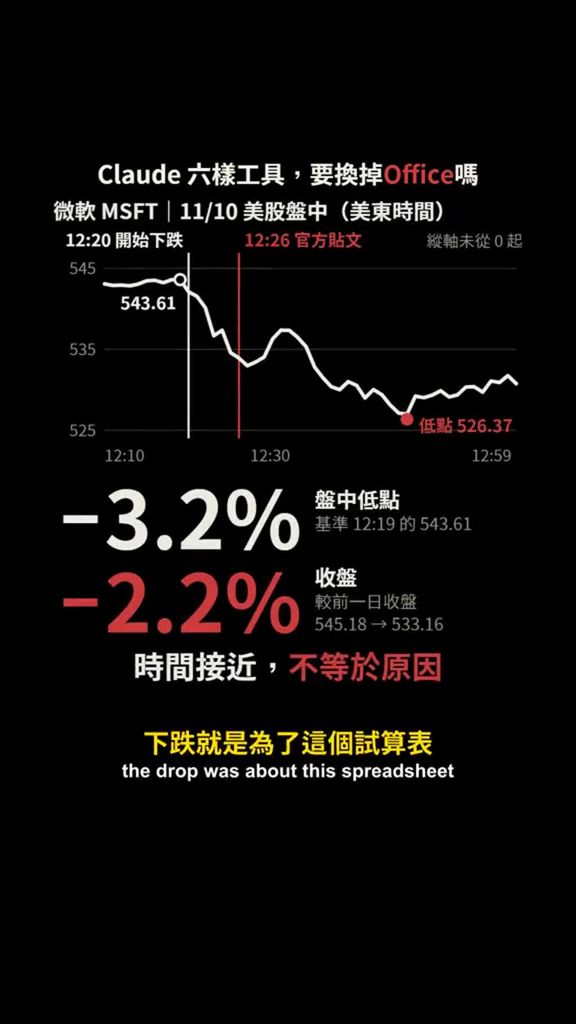 Claude 六樣工具，要換掉Office嗎
微軟 MSFT｜11/10 美股盤中（美東時間）
12:20 開始下跌
12:26 官方貼文
縱軸未從 0 起
545
543.61
535
525
低點 526.37
12:10
12:30
12:59
-3.2%
盤中低點
基準 12:19 的 543.61
-2.2%
收盤
較前一日收盤
545.18 → 533.16
時間接近，不等於原因
下跌就是為了這個試算表
the drop was about this spreadsheet